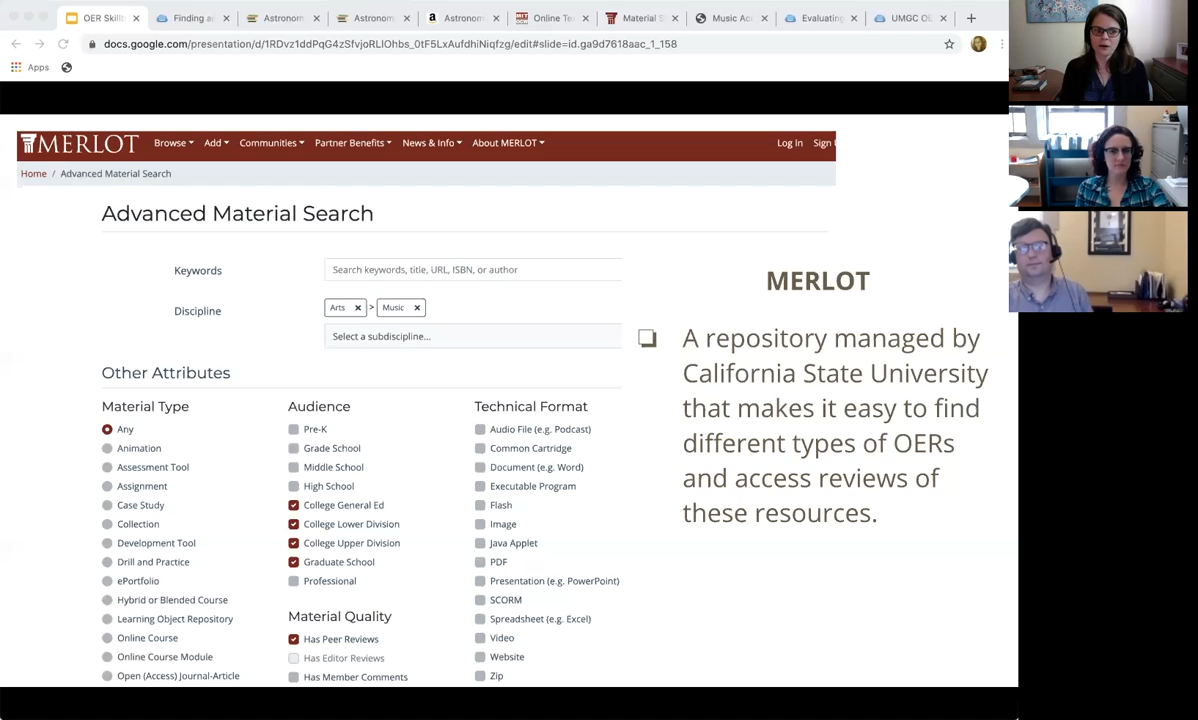 OER Skillb
Finding a
Astronom
Astronom
Astronom
Online Te
Material S
Music Ac
Evaluating
UMGC OE
docs.google.com/presentation/d/1RDvz1ddPqG4zSfvjoRLIOhbs_0tF5LxAufdhiNiqfzg/edit#slide=id.ga9d7618aac_1_158
Apps
MERLOT Browse Add Communities Partner Benefits News & Info About MERLOT Log In Sign
Home / Advanced Material Search
Advanced Material Search
Keywords
Search keywords, title, URL, ISBN, or author
Discipline
Arts x > Music x
Select a subdiscipline...
Other Attributes
Material Type
Any
Animation
Assessment Tool
Assignment
Case Study
Collection
Development Tool
Drill and Practice
ePortfolio
Hybrid or Blended Course
Learning Object Repository
Online Course
Online Course Module
Open (Access) Journal-Article
Audience
Pre-K
Grade School
Middle School
High School
College General Ed
College Lower Division
College Upper Division
Graduate School
Professional
Material Quality
Has Peer Reviews
Has Editor Reviews
Has Member Comments
Technical Format
Audio File (e.g. Podcast)
Common Cartridge
Document (e.g. Word)
Executable Program
Flash
Image
Java Applet
PDF
Presentation (e.g. PowerPoint)
SCORM
Spreadsheet (e.g. Excel)
Video
Website
Zip
MERLOT
A repository managed by
California State University
that makes it easy to find
different types of OERs
and access reviews of
these resources.